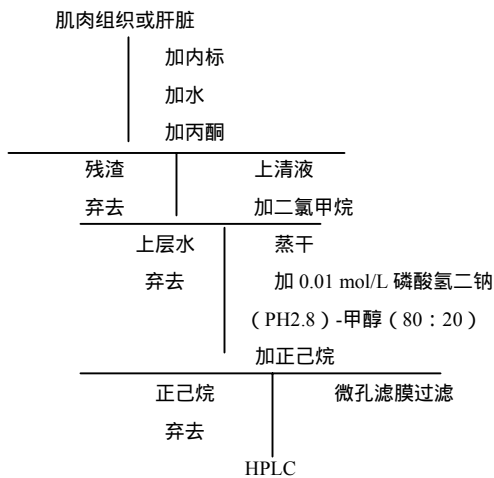 肌肉组织或肝脏
加内标
加水
加丙酮
残渣
上清液
弃去
加二氯甲烷
上层水
蒸干
弃去
加 0.01 mol/L 磷酸氢二钠
（PH2.8）-甲醇（80：20）
加正己烷
正己烷
微孔滤膜过滤
弃去
HPLC